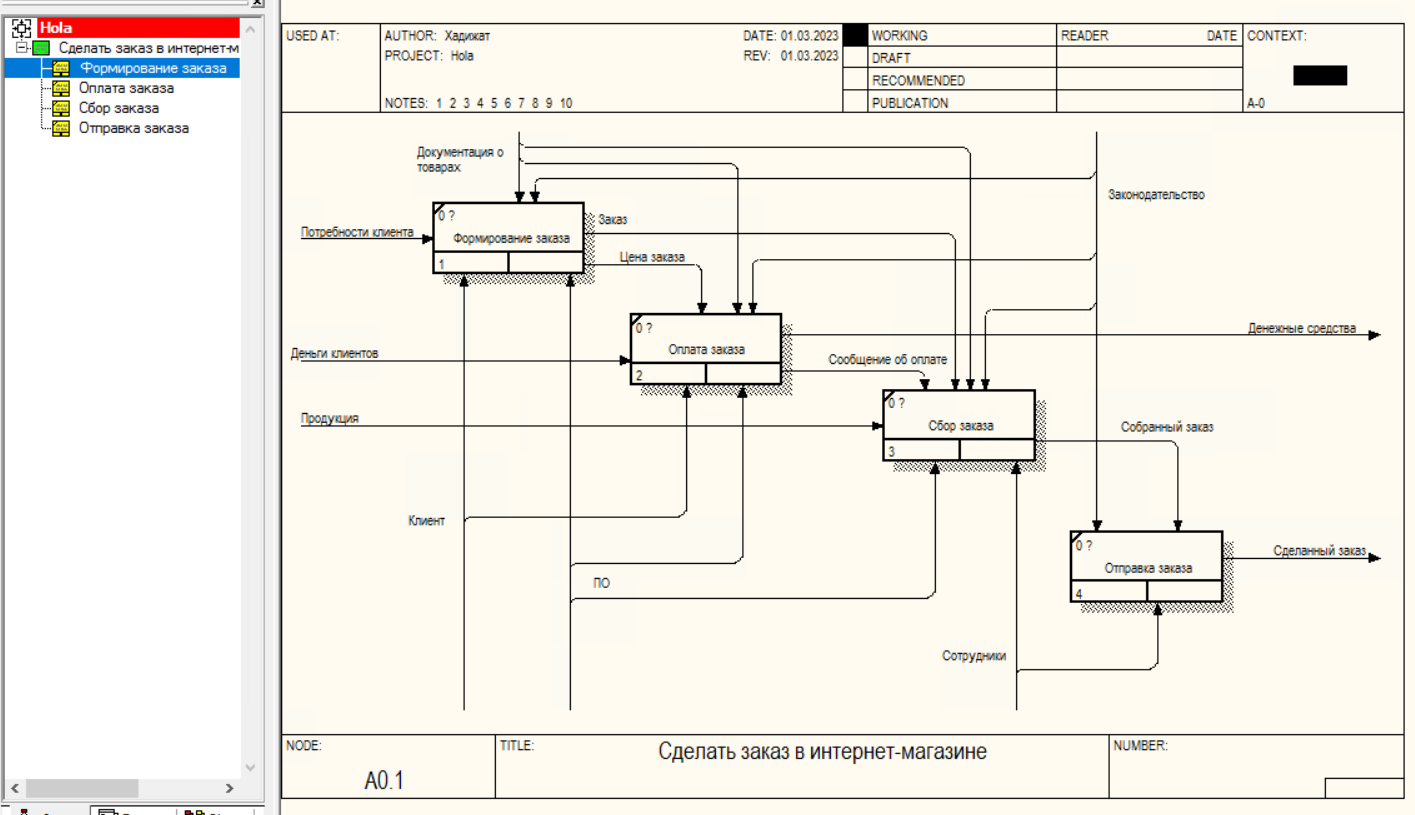 Hola
Сделать заказ в интернет-м
Формирование заказа
Оплата заказа
Сбор заказа
Отправка заказа
USED AT:
AUTHOR: Хадижат
DATE: 01.03.2023
PROJECT: Hola
REV: 01.03.2023
NOTES: 1 2 3 4 5 6 7 8 9 10
WORKING
DRAFT
RECOMMENDED
PUBLICATION
READER
DATE
CONTEXT:
A-0
Документация о
товарах
Законодательство
Потребности клиента
0 ?
Формирование заказа
1
Заказ
Цена заказа
Деньги клиентов
0 ?
Оплата заказа
2
Денежные средства
Сообщение об оплате
Продукция
0 ?
Сбор заказа
3
Собранный заказ
Клиент
0 ?
Отправка заказа
4
Сделанный заказ
ПО
Сотрудники
NODE:
A0.1
TITLE:
Сделать заказ в интернет-магазине
NUMBER: